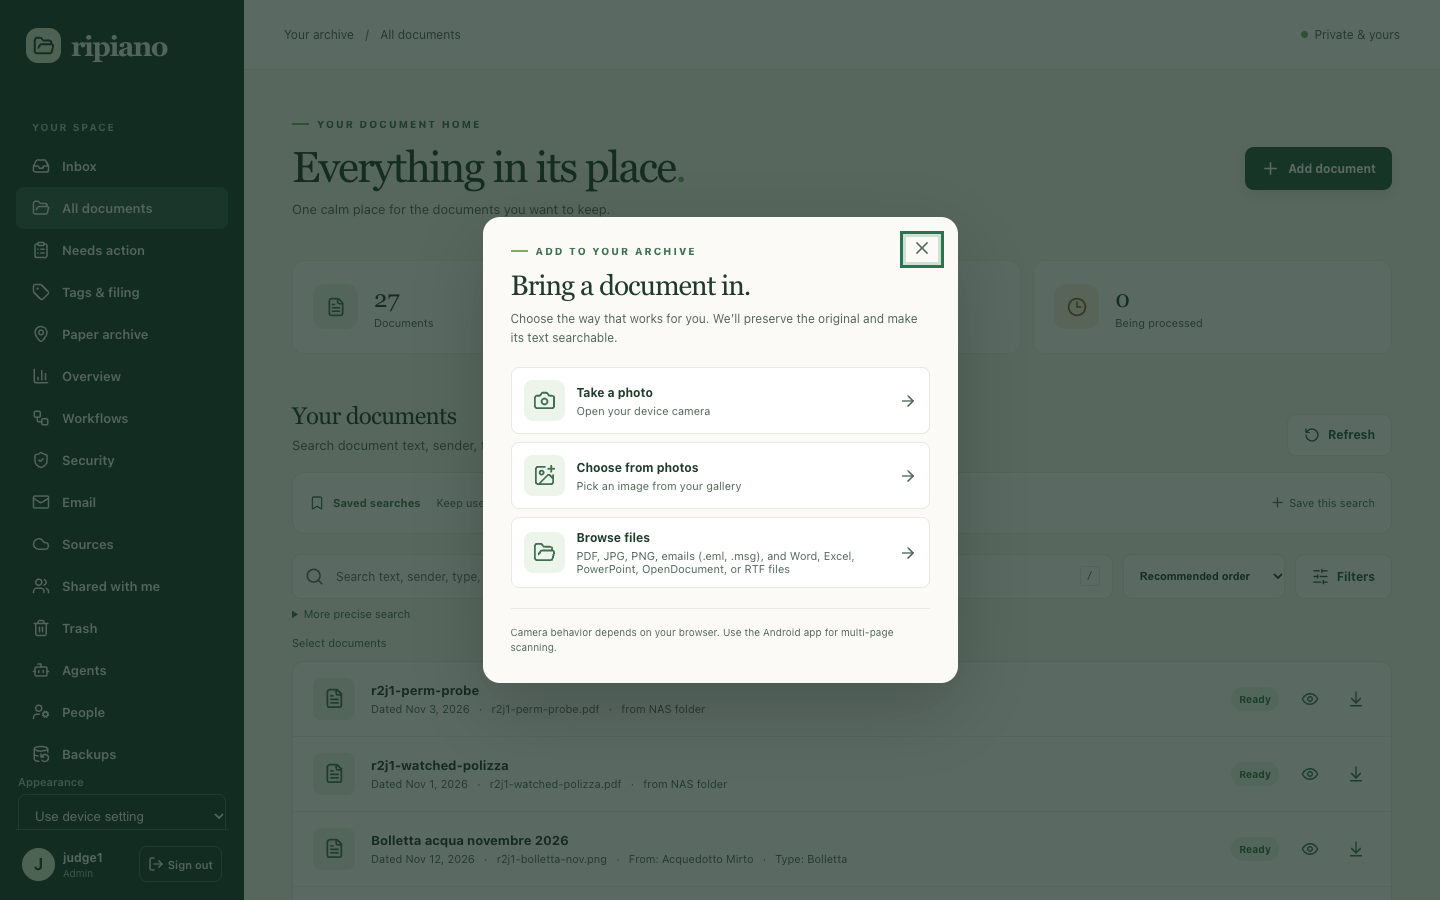 ripiano
Your archive / All documents
Private & yours
YOUR SPACE
Inbox
All documents
Needs action
Tags & filing
Paper archive
Overview
Workflows
Security
Email
Sources
Shared with me
Trash
Agents
People
Backups
Appearance
Use device setting
J
judge1
Admin
Sign out
YOUR DOCUMENT HOME
Everything in its place.
One calm place for the documents you want to keep.
Add document
27
Documents
0
Being processed
Your documents
Search document text, sender,
Refresh
Saved searches Keep
Save this search
Search text, sender, type,
/
Recommended order
Filters
More precise search
Select documents
r2j1-perm-probe
Dated Nov 3, 2026 · r2j1-perm-probe.pdf · from NAS folder
Ready
r2j1-watched-polizza
Dated Nov 1, 2026 · r2j1-watched-polizza.pdf · from NAS folder
Ready
Bolletta acqua novembre 2026
Dated Nov 12, 2026 · r2j1-bolletta-nov.png · From: Acquedotto Mirto · Type: Bolletta
Ready
ADD TO YOUR ARCHIVE
Bring a document in.
Choose the way that works for you. We'll preserve the original and make
its text searchable.
Take a photo
Open your device camera
Choose from photos
Pick an image from your gallery
Browse files
PDF, JPG, PNG, emails (.eml, .msg), and Word, Excel,
PowerPoint, OpenDocument, or RTF files
Camera behavior depends on your browser. Use the Android app for multi-page
scanning.